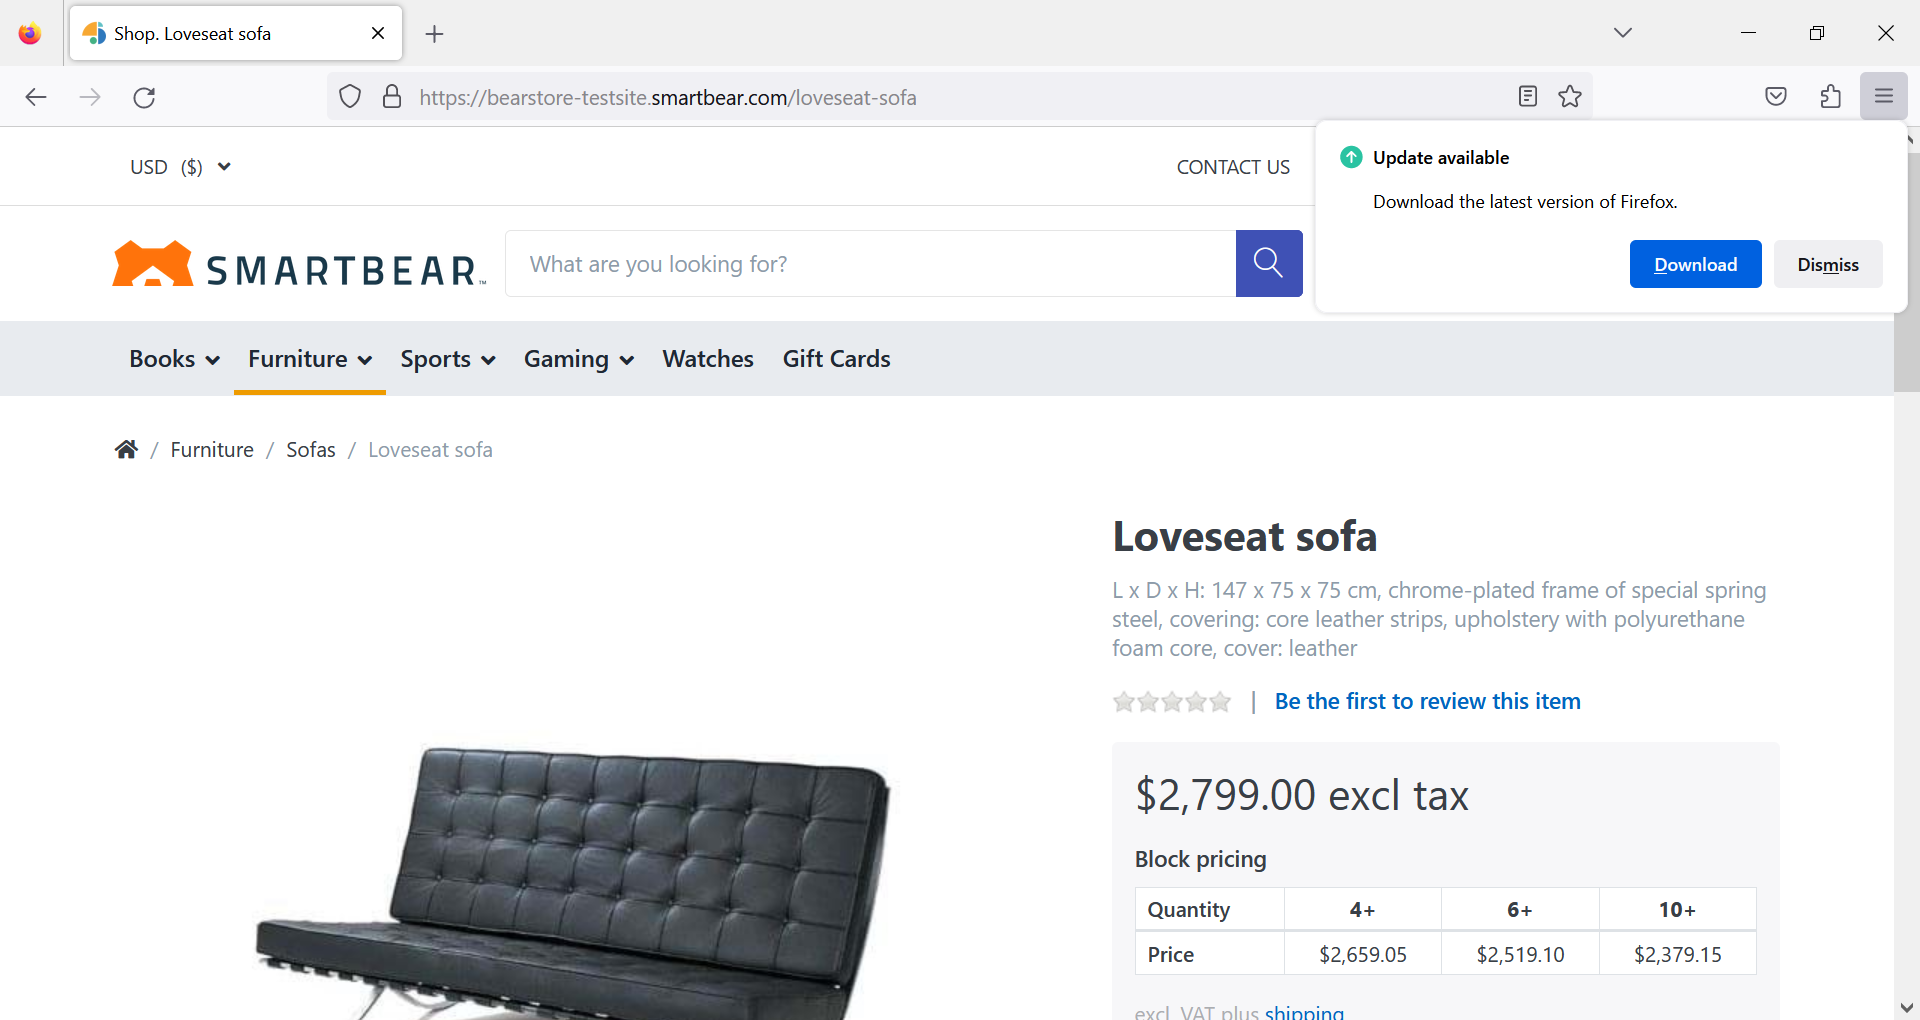 Shop. Loveseat sofa
https://bearstore-testsite.smartbear.com/loveseat-sofa
Update available
Download the latest version of Firefox.
Download
Dismiss
USD ($)
CONTACT US
SMARTBEAR™
What are you looking for?
Books Furniture Sports Gaming Watches Gift Cards
/ Furniture / Sofas / Loveseat sofa
Loveseat sofa
L x D x H: 147 x 75 x 75 cm, chrome-plated frame of special spring
steel, covering: core leather strips, upholstery with polyurethane
foam core, cover: leather
| Be the first to review this item
$2,799.00 excl tax
Block pricing
Quantity 4+ 6+ 10+
Price $2,659.05 $2,519.10 $2,379.15
excl. VAT plus shipping